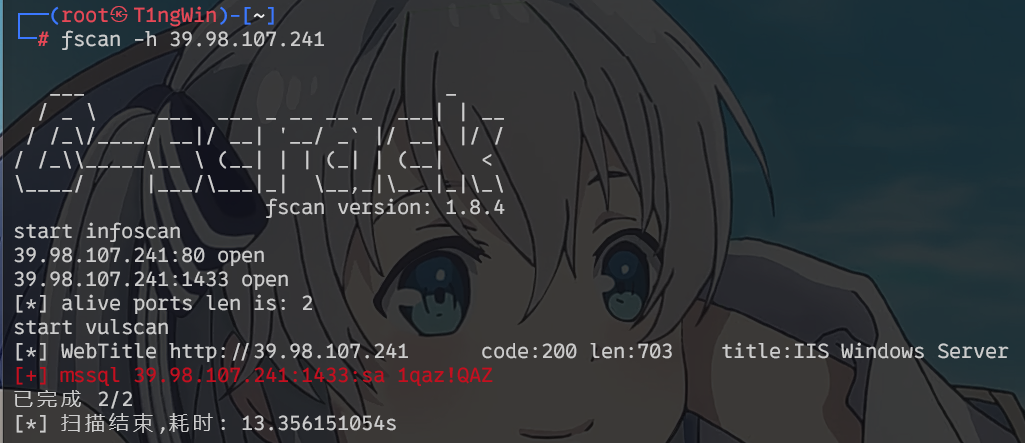 ┌──(root㉿T1ngWin)-[~]
└─# fscan -h 39.98.107.241
   ___                              _
  / _ \     ___  ___ _ __ __ _  ___| | __
 / /_\/____/ __|/ __| '__/ _` |/ __| |/ /
/ /_\\_____\__ \ (__| | | (_| | (__|   <
\____/     |___/\___|_|  \__,_|\___|_|\_\
                     fscan version: 1.8.4
start infoscan
39.98.107.241:80 open
39.98.107.241:1433 open
[*] alive ports len is: 2
start vulscan
[*] WebTitle http://39.98.107.241      code:200 len:703    title:IIS Windows Server
[+] mssql 39.98.107.241:1433:sa 1qaz!QAZ
已完成 2/2
[*] 扫描结束,耗时: 13.356151054s